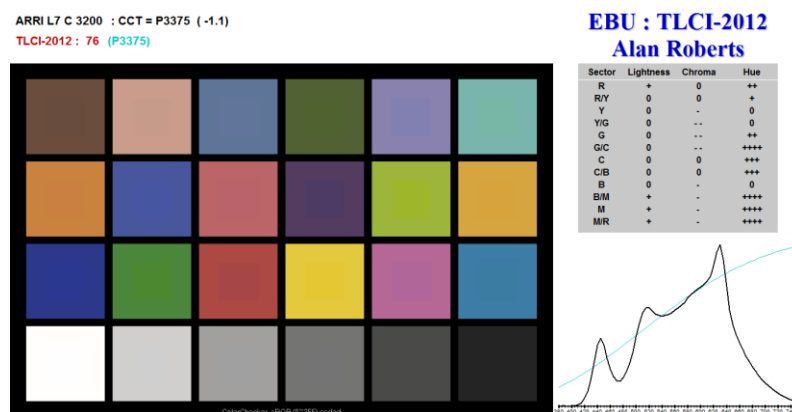 ARRI L7 C 3200 : CCT = P3375 ( -1.1)
TLCI-2012 : 76 (P3375)
EBU : TLCI-2012
Alan Roberts
Sector Lightness Chroma Hue
R + 0 ++
R/Y 0 0 +
Y 0 - 0
Y/G 0 -- 0
G 0 -- ++
G/C 0 -- ++++
C 0 0 +++
C/B 0 0 +++
B 0 - 0
B/M + - ++++
M + - ++++
M/R + - ++++